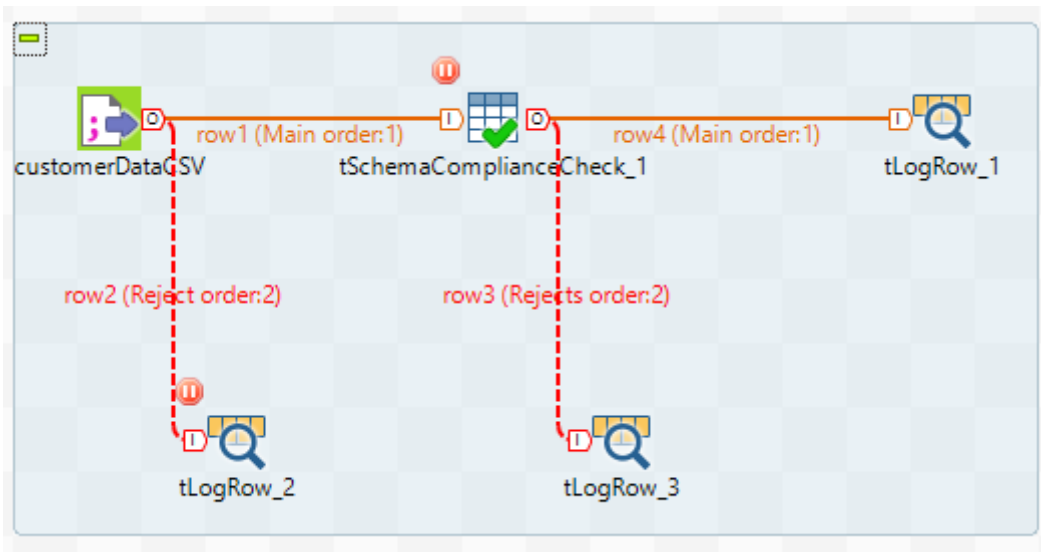 O
I
O
I
row1 (Main order:1)
row4 (Main order:1)
customerDataCSV
tSchemaComplianceCheck_1
tLogRow_1
row2 (Reject order:2)
row3 (Rejects order:2)
I
I
tLogRow_2
tLogRow_3